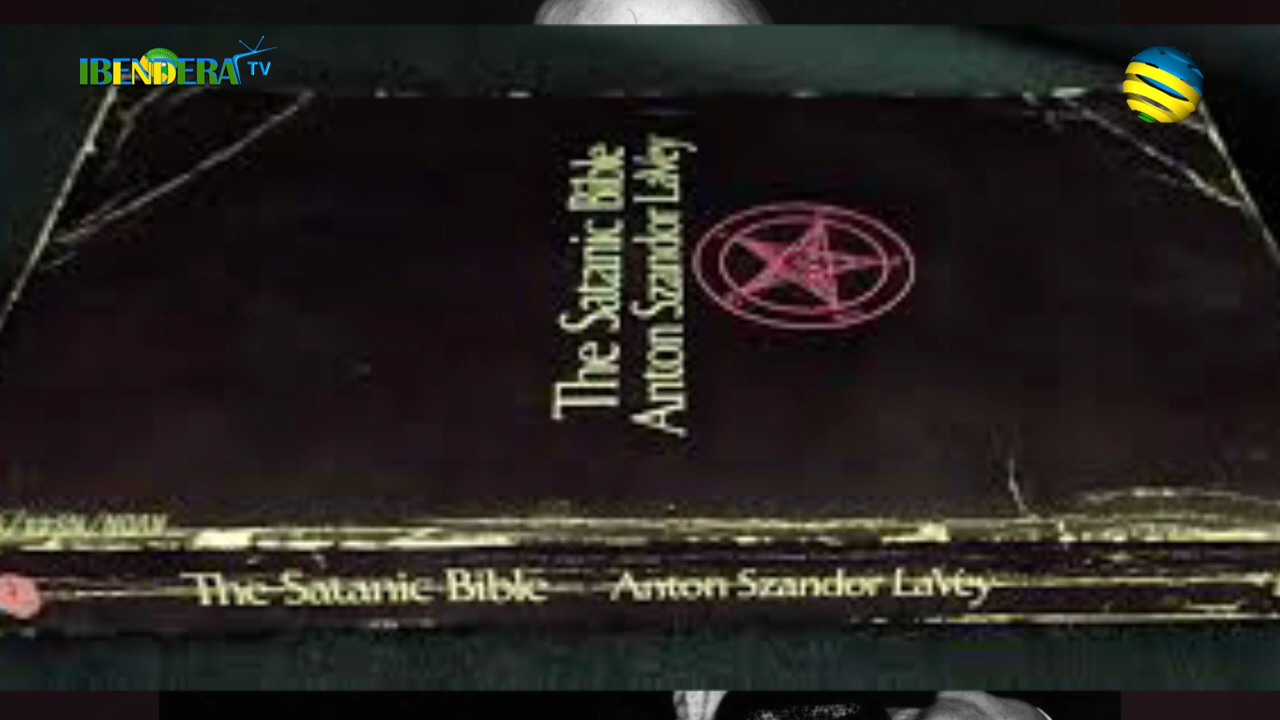 IBENDERA TV
The Satanic Bible
Anton Szandor LaVey
The Satanic Bible Anton Szandor LaVey